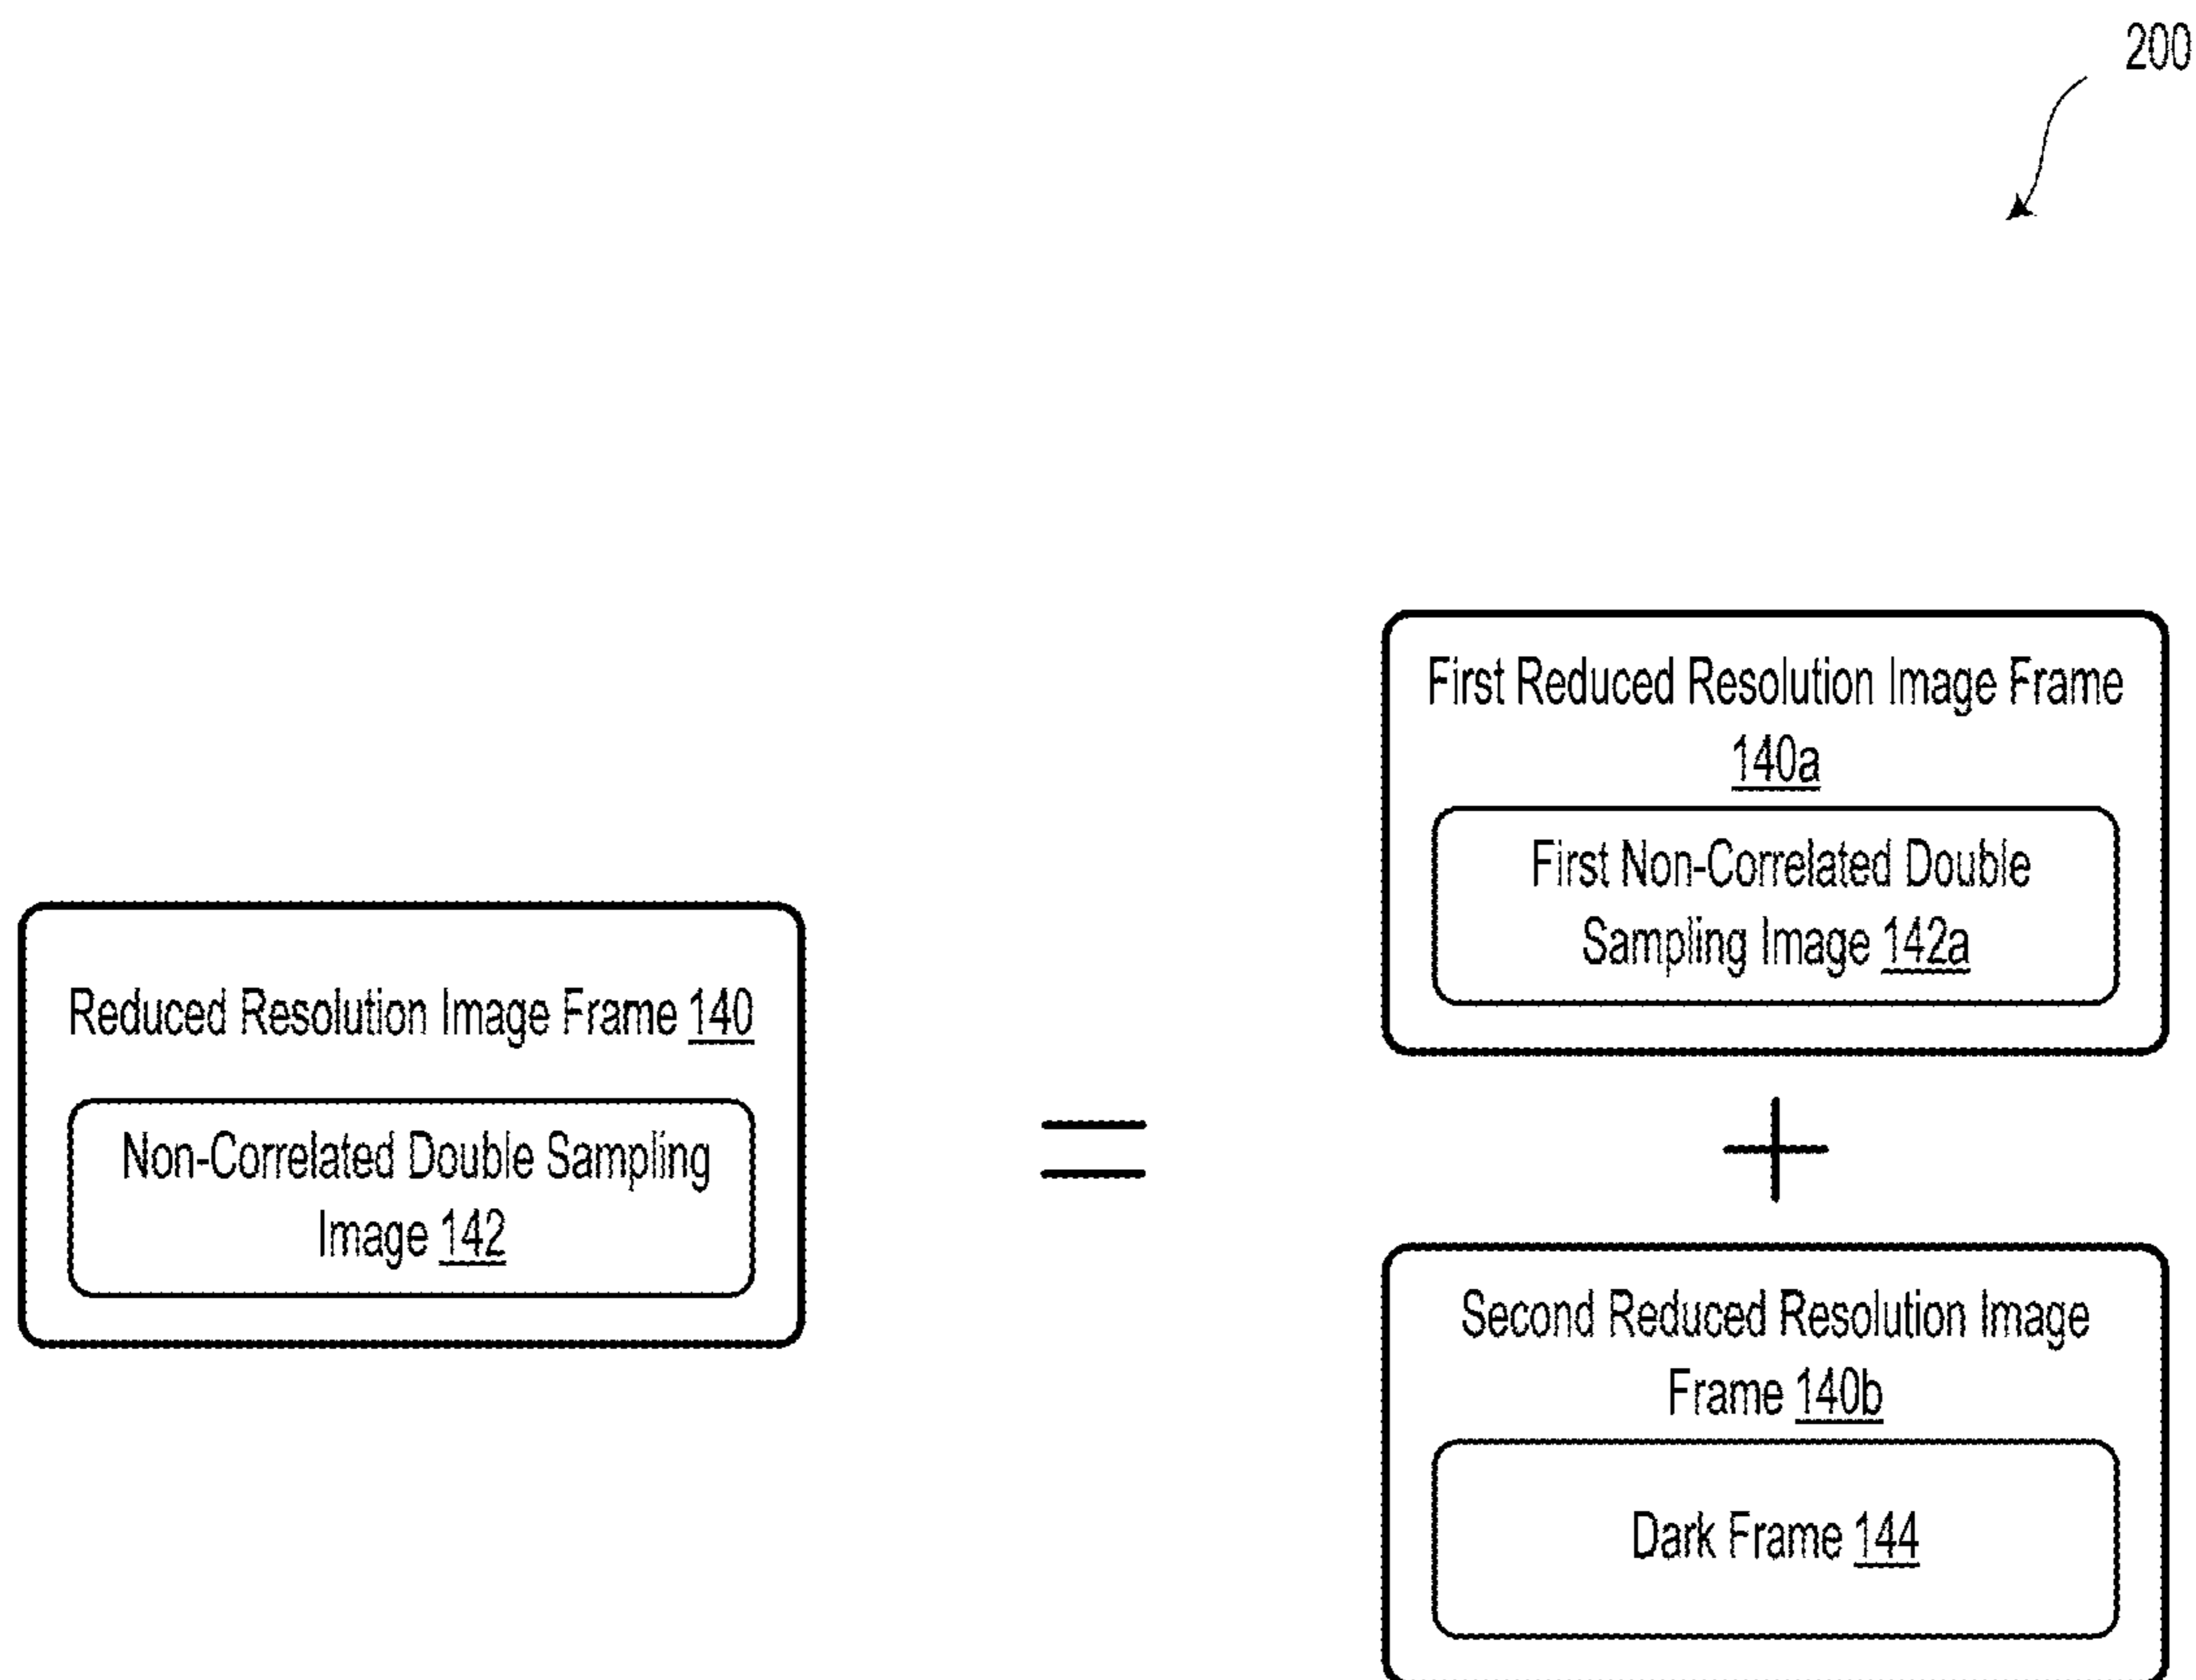 200
First Reduced Resolution Image Frame
140a
First Non-Correlated Double
Sampling Image 142a
Reduced Resolution Image Frame 140
Non-Correlated Double Sampling
Image 142
=
+
Second Reduced Resolution Image
Frame 140b
Dark Frame 144